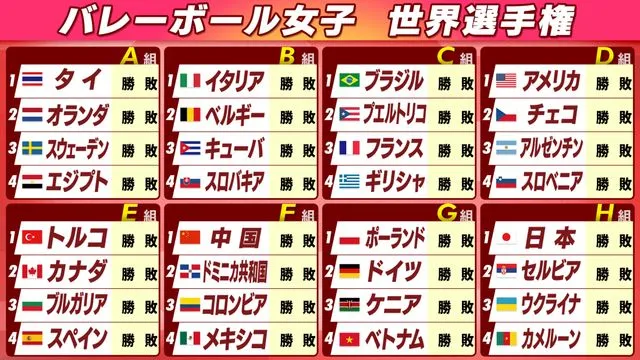 バレーボール女子 世界選手権
A組
1 タイ 勝 敗
2 オランダ 勝 敗
3 スウェーデン 勝 敗
4 エジプト 勝 敗
B組
1 イタリア 勝 敗
2 ベルギー 勝 敗
3 キューバ 勝 敗
4 スロバキア 勝 敗
C組
1 ブラジル 勝 敗
2 プエルトリコ 勝 敗
3 フランス 勝 敗
4 ギリシャ 勝 敗
D組
1 アメリカ 勝 敗
2 チェコ 勝 敗
3 アルゼンチン 勝 敗
4 スロベニア 勝 敗
E組
1 トルコ 勝 敗
2 カナダ 勝 敗
3 ブルガリア 勝 敗
4 スペイン 勝 敗
F組
1 中国 勝 敗
2 ドミニカ共和国 勝 敗
3 コロンビア 勝 敗
4 メキシコ 勝 敗
G組
1 ポーランド 勝 敗
2 ドイツ 勝 敗
3 ケニア 勝 敗
4 ベトナム 勝 敗
H組
1 日本 勝 敗
2 セルビア 勝 敗
3 ウクライナ 勝 敗
4 カメルーン 勝 敗